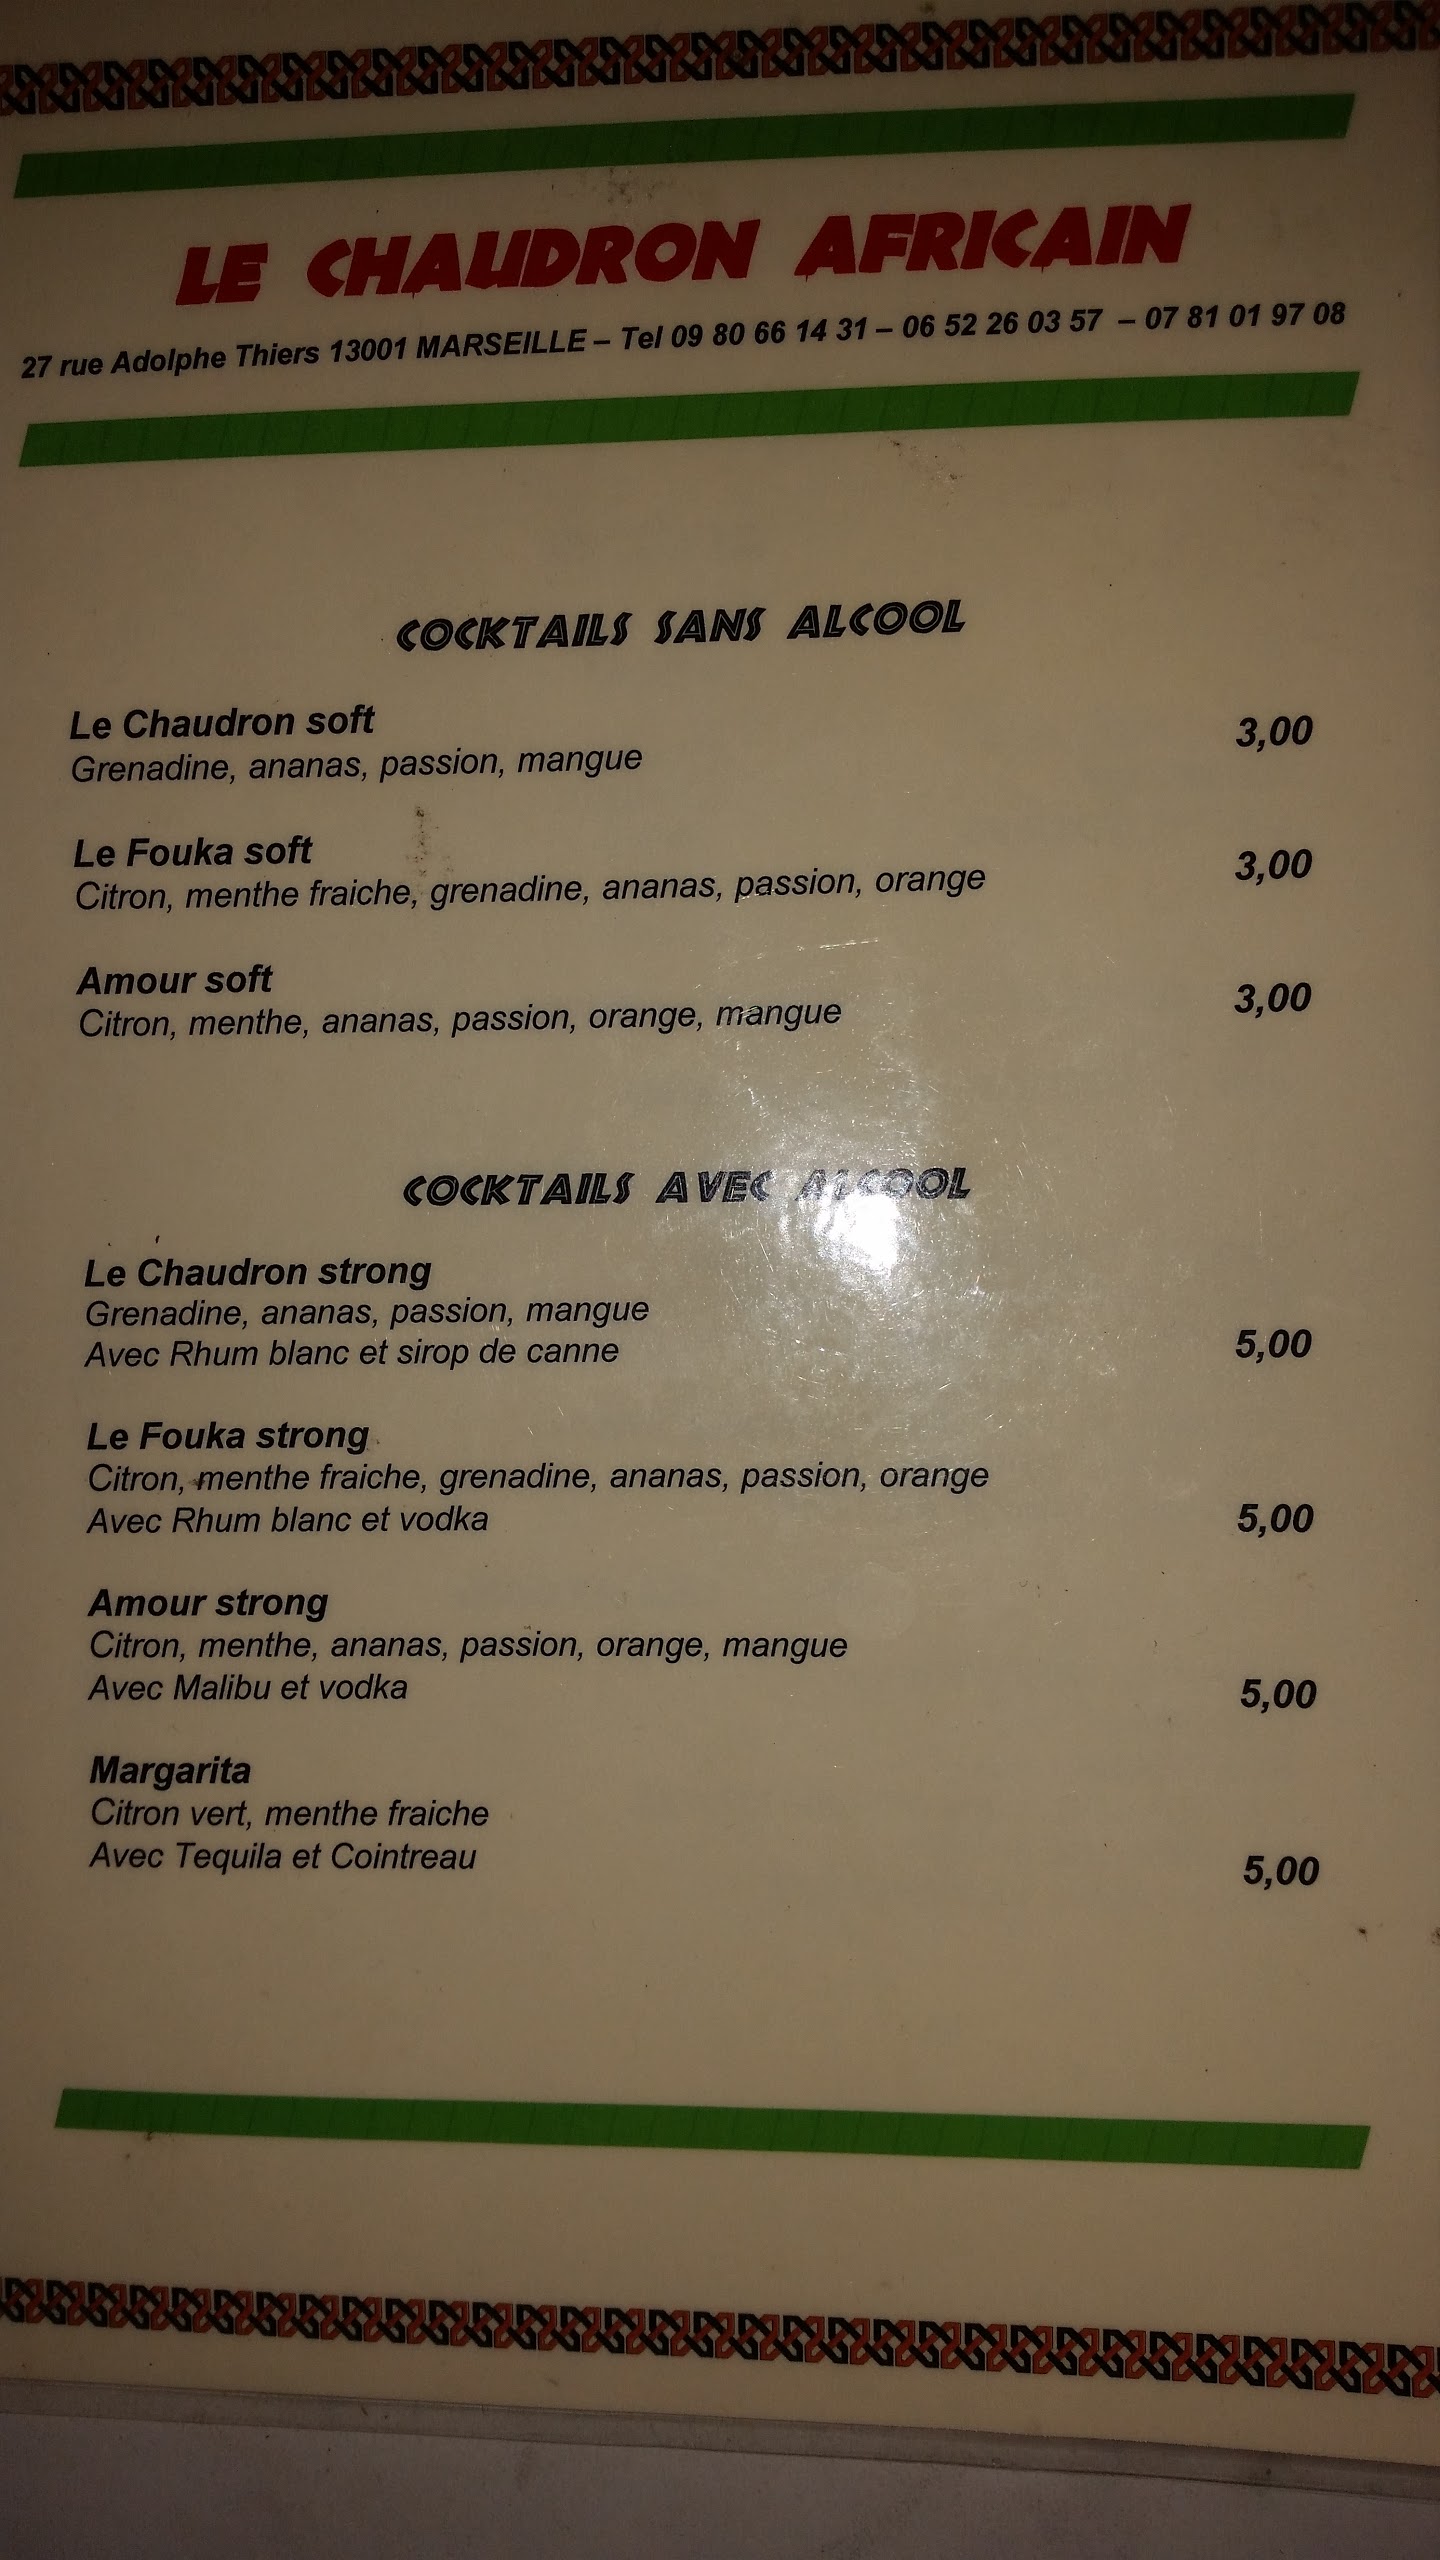 LE CHAUDRON AFRICAIN
27 rue Adolphe Thiers 13001 MARSEILLE – Tel 09 80 66 14 31 – 06 52 26 03 57 – 07 81 01 97 08
COCKTAILS SANS ALCOOL
Le Chaudron soft 3,00
Grenadine, ananas, passion, mangue
Le Fouka soft 3,00
Citron, menthe fraiche, grenadine, ananas, passion, orange
Amour soft 3,00
Citron, menthe, ananas, passion, orange, mangue
COCKTAILS AVEC ALCOOL
Le Chaudron strong
Grenadine, ananas, passion, mangue
Avec Rhum blanc et sirop de canne 5,00
Le Fouka strong
Citron, menthe fraiche, grenadine, ananas, passion, orange
Avec Rhum blanc et vodka 5,00
Amour strong
Citron, menthe, ananas, passion, orange, mangue
Avec Malibu et vodka 5,00
Margarita
Citron vert, menthe fraiche
Avec Tequila et Cointreau 5,00